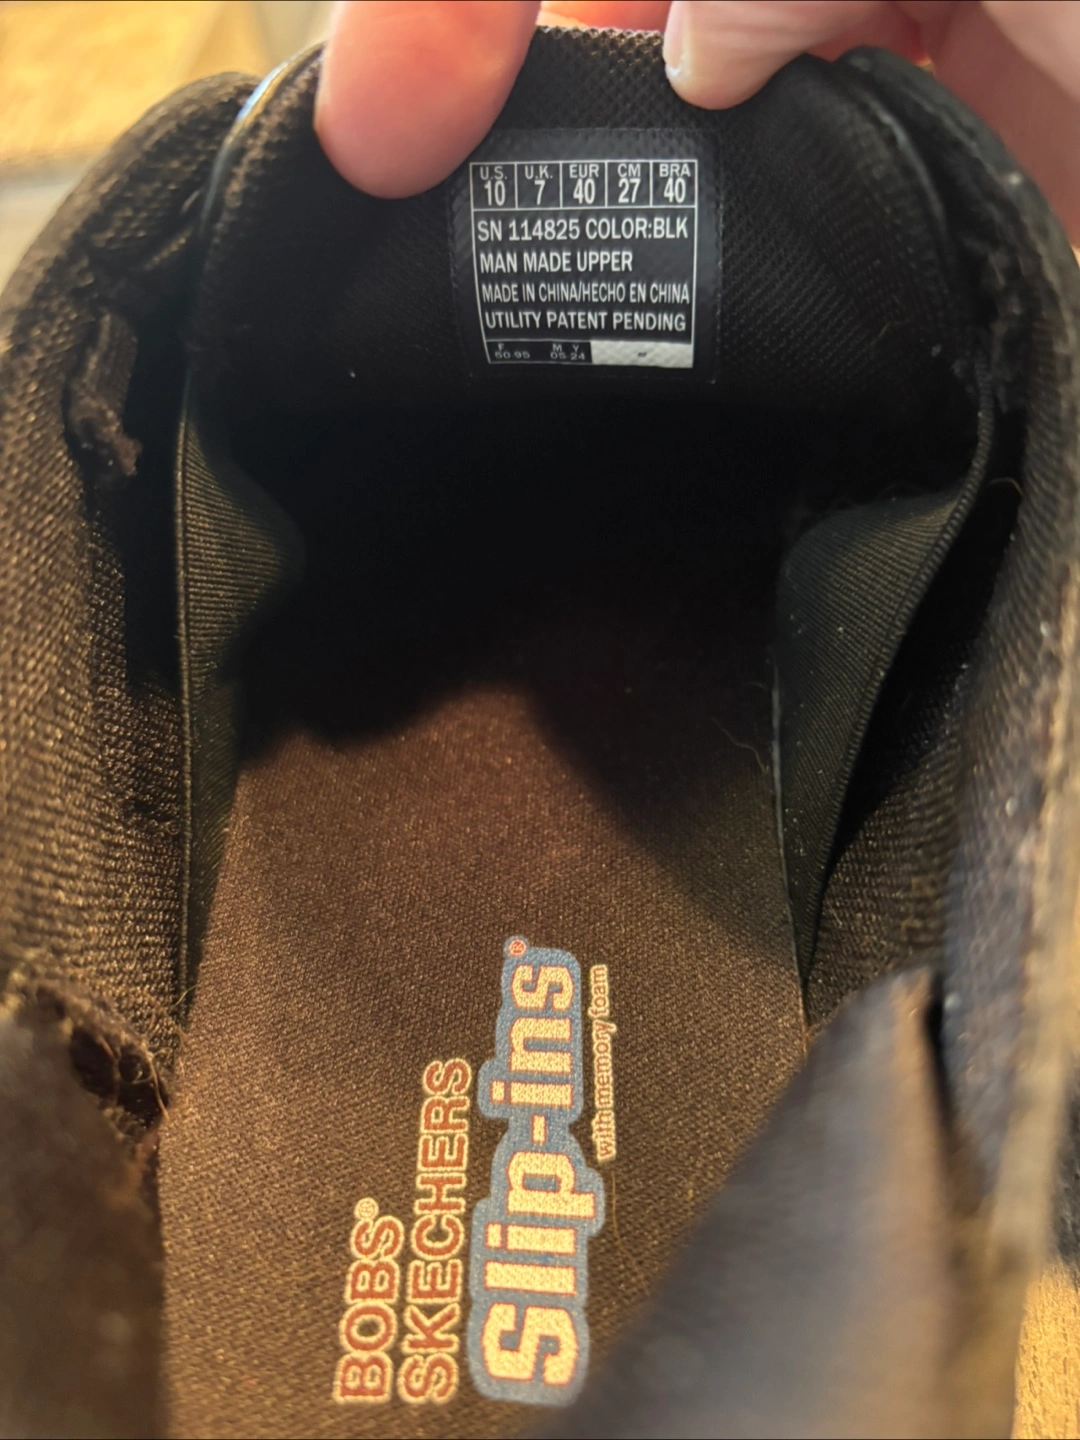 U.S. U.K. EUR CM BRA
10 7 40 27 40
SN 114825 COLOR:BLK
MAN MADE UPPER
MADE IN CHINA/HECHO EN CHINA
UTILITY PATENT PENDING
F M Y
50 95 05 24
BOBS®
SKECHERS
Slip-ins®
with memory foam